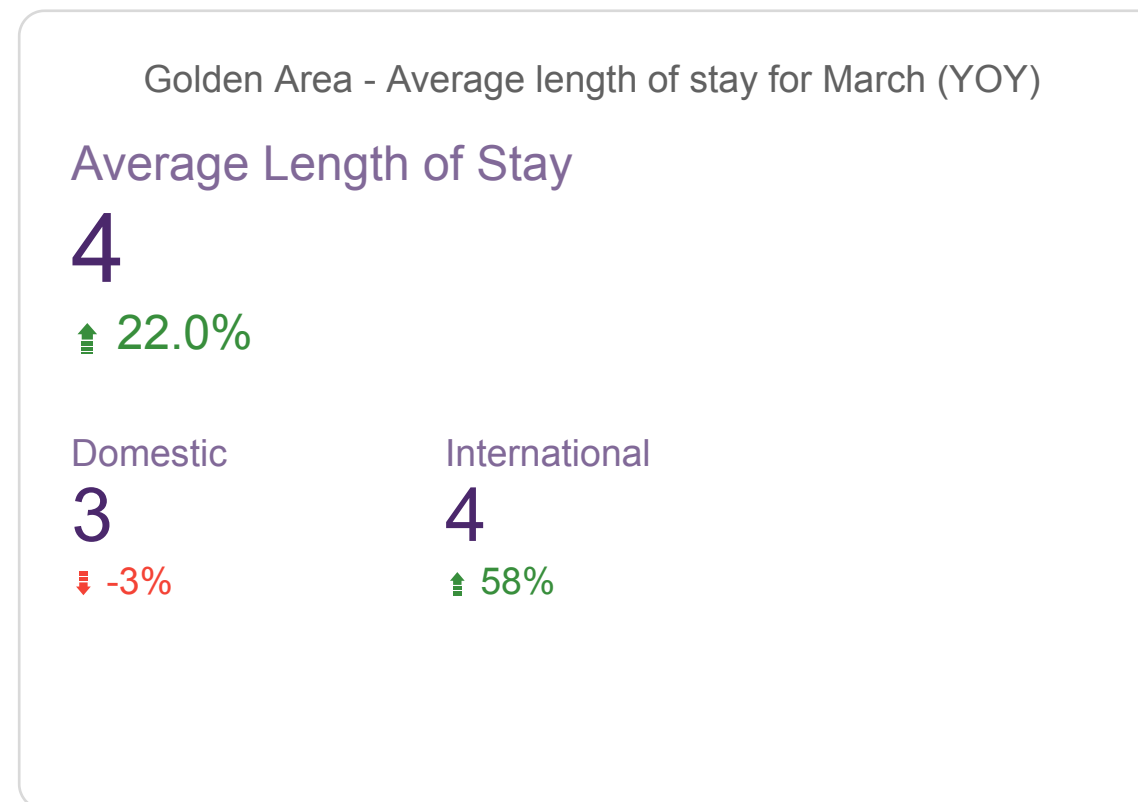 Golden Area - Average length of stay for March (YOY)
Average Length of Stay
4
22.0%
Domestic International
3 4
-3% 58%